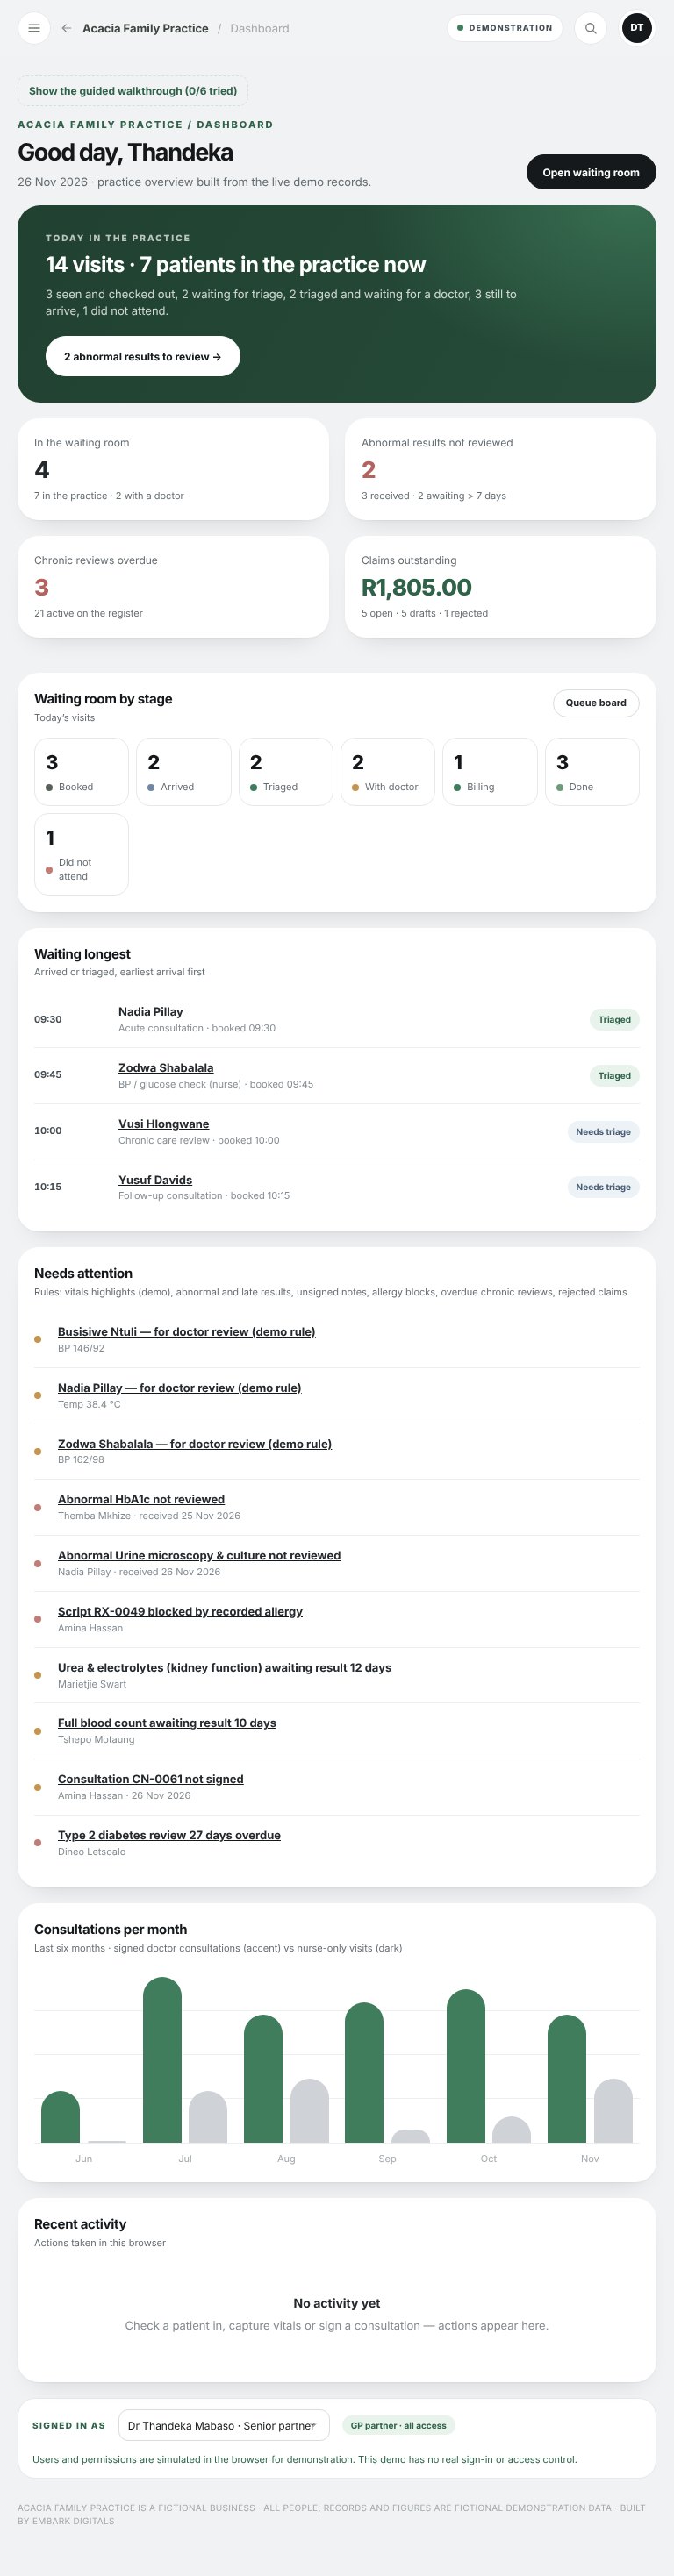 Acacia Family Practice / Dashboard
DEMONSTRATION
DT
Show the guided walkthrough (0/6 tried)
ACACIA FAMILY PRACTICE / DASHBOARD
Good day, Thandeka
26 Nov 2026 · practice overview built from the live demo records.
Open waiting room
TODAY IN THE PRACTICE
14 visits · 7 patients in the practice now
3 seen and checked out, 2 waiting for triage, 2 triaged and waiting for a doctor, 3 still to
arrive, 1 did not attend.
2 abnormal results to review →
In the waiting room
4
7 in the practice · 2 with a doctor
Abnormal results not reviewed
2
3 received · 2 awaiting > 7 days
Chronic reviews overdue
3
21 active on the register
Claims outstanding
R1,805.00
5 open · 5 drafts · 1 rejected
Waiting room by stage
Today's visits
Queue board
3
Booked
2
Arrived
2
Triaged
2
With doctor
1
Billing
3
Done
1
Did not
attend
Waiting longest
Arrived or triaged, earliest arrival first
09:30
Nadia Pillay
Acute consultation · booked 09:30
Triaged
09:45
Zodwa Shabalala
BP / glucose check (nurse) · booked 09:45
Triaged
10:00
Vusi Hlongwane
Chronic care review · booked 10:00
Needs triage
10:15
Yusuf Davids
Follow-up consultation · booked 10:15
Needs triage
Needs attention
Rules: vitals highlights (demo), abnormal and late results, unsigned notes, allergy blocks, overdue chronic reviews, rejected claims
Busisiwe Ntuli — for doctor review (demo rule)
BP 146/92
Nadia Pillay — for doctor review (demo rule)
Temp 38.4 °C
Zodwa Shabalala — for doctor review (demo rule)
BP 162/98
Abnormal HbA1c not reviewed
Themba Mkhize · received 25 Nov 2026
Abnormal Urine microscopy & culture not reviewed
Nadia Pillay · received 26 Nov 2026
Script RX-0049 blocked by recorded allergy
Amina Hassan
Urea & electrolytes (kidney function) awaiting result 12 days
Marietjie Swart
Full blood count awaiting result 10 days
Tshepo Motaung
Consultation CN-0061 not signed
Amina Hassan · 26 Nov 2026
Type 2 diabetes review 27 days overdue
Dineo Letsoalo
Consultations per month
Last six months · signed doctor consultations (accent) vs nurse-only visits (dark)
Jun
Jul
Aug
Sep
Oct
Nov
Recent activity
Actions taken in this browser
No activity yet
Check a patient in, capture vitals or sign a consultation — actions appear here.
SIGNED IN AS
Dr Thandeka Mabaso · Senior partner
GP partner · all access
Users and permissions are simulated in the browser for demonstration. This demo has no real sign-in or access control.
ACACIA FAMILY PRACTICE IS A FICTIONAL BUSINESS · ALL PEOPLE, RECORDS AND FIGURES ARE FICTIONAL DEMONSTRATION DATA · BUILT
BY EMBARK DIGITALS